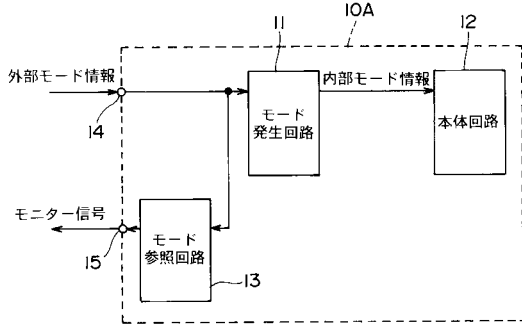 10A
11
12
外部モード情報
内部モード情報
モード
発生回路
本体回路
14
モニター信号
15
モード
参照回路
13